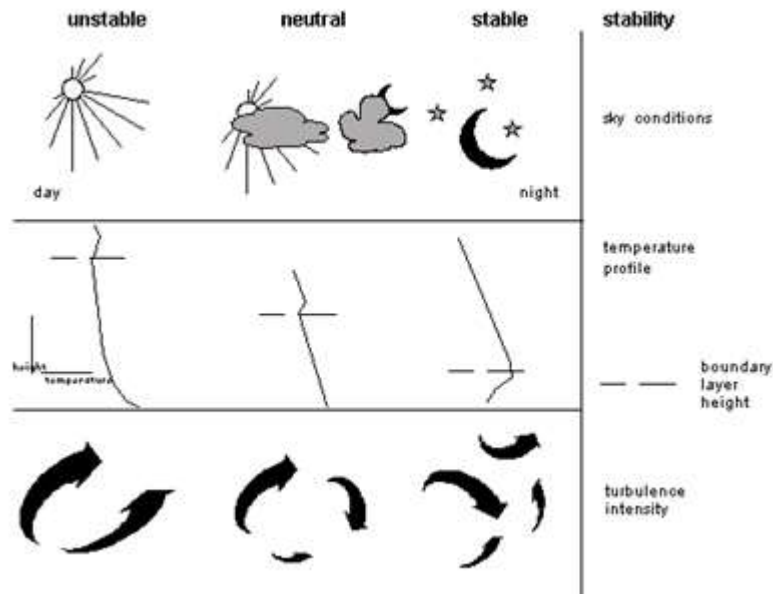 unstable neutral stable stability
sky conditions
day night
temperature
profile
height
temperature
boundary
layer
height
turbulence
intensity